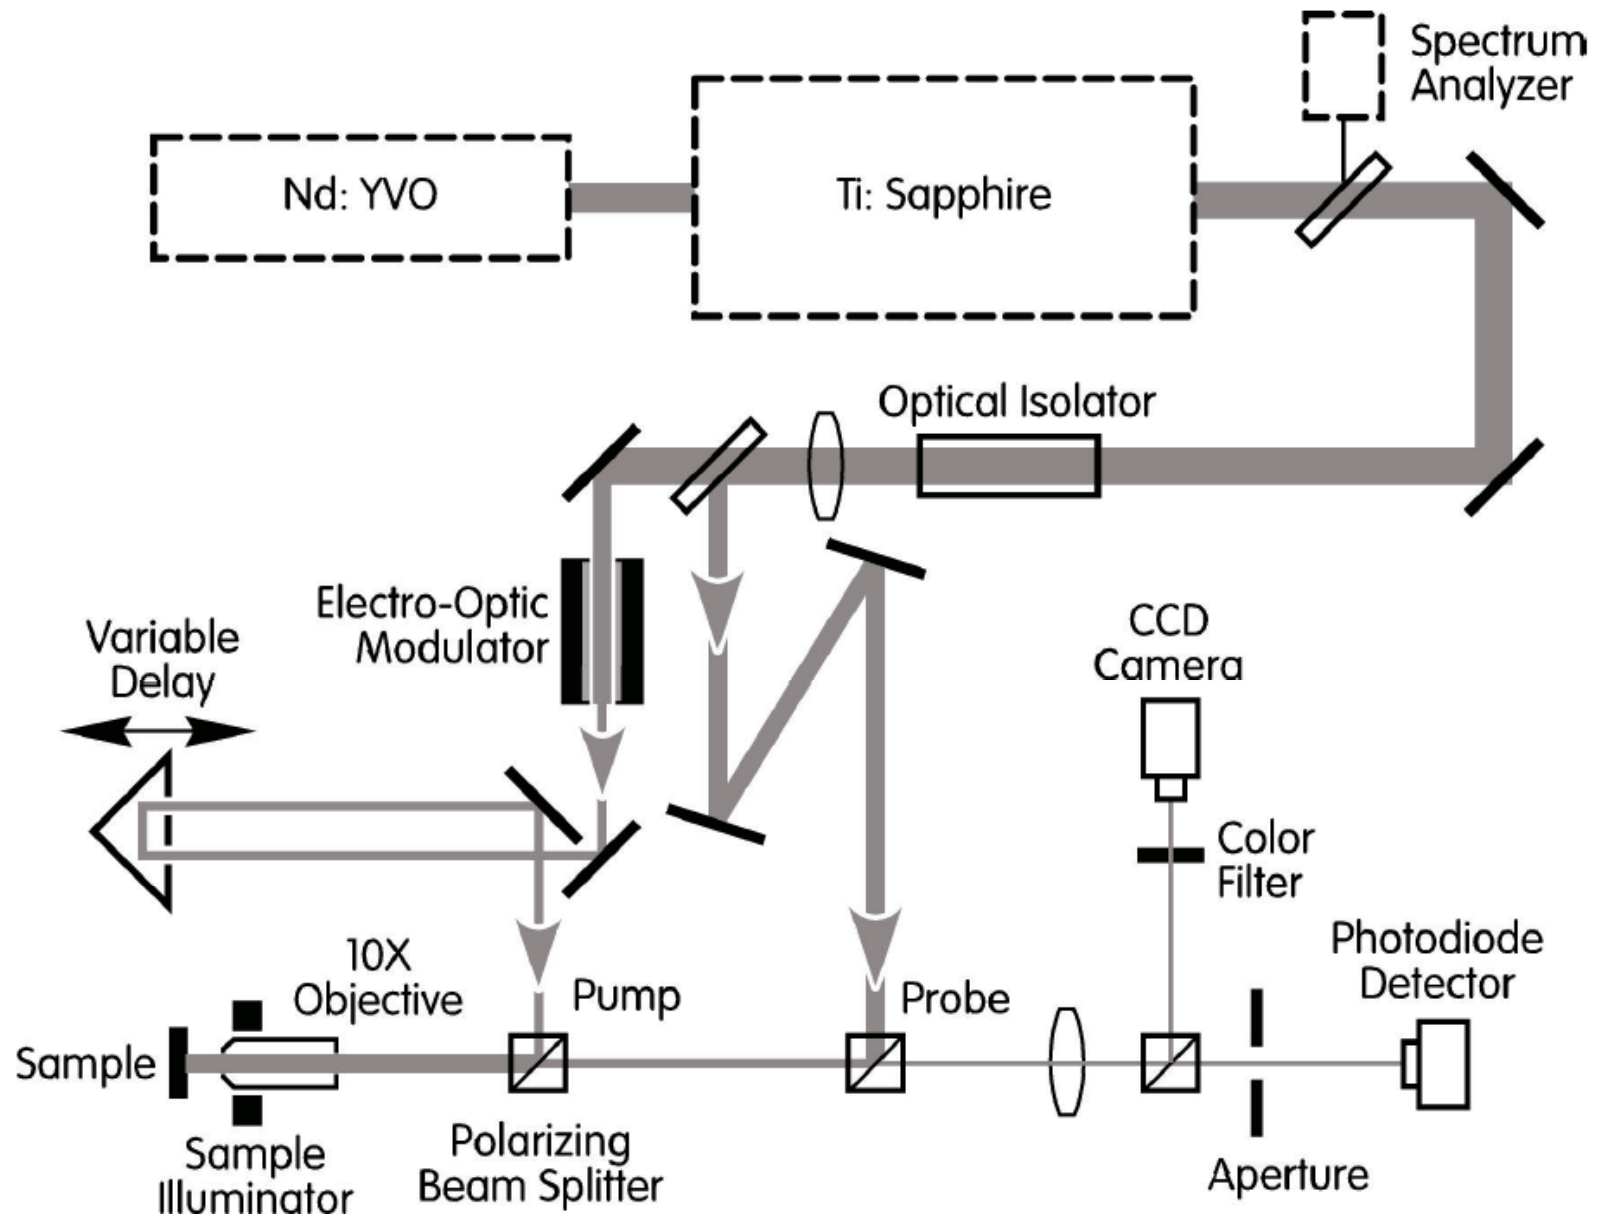 Spectrum
Analyzer
Nd: YVO
Ti: Sapphire
Optical Isolator
Electro-Optic
Modulator
Variable
Delay
CCD
Camera
Color
Filter
Photodiode
Detector
10X
Objective
Pump
Probe
Sample
Sample
Illuminator
Polarizing
Beam Splitter
Aperture